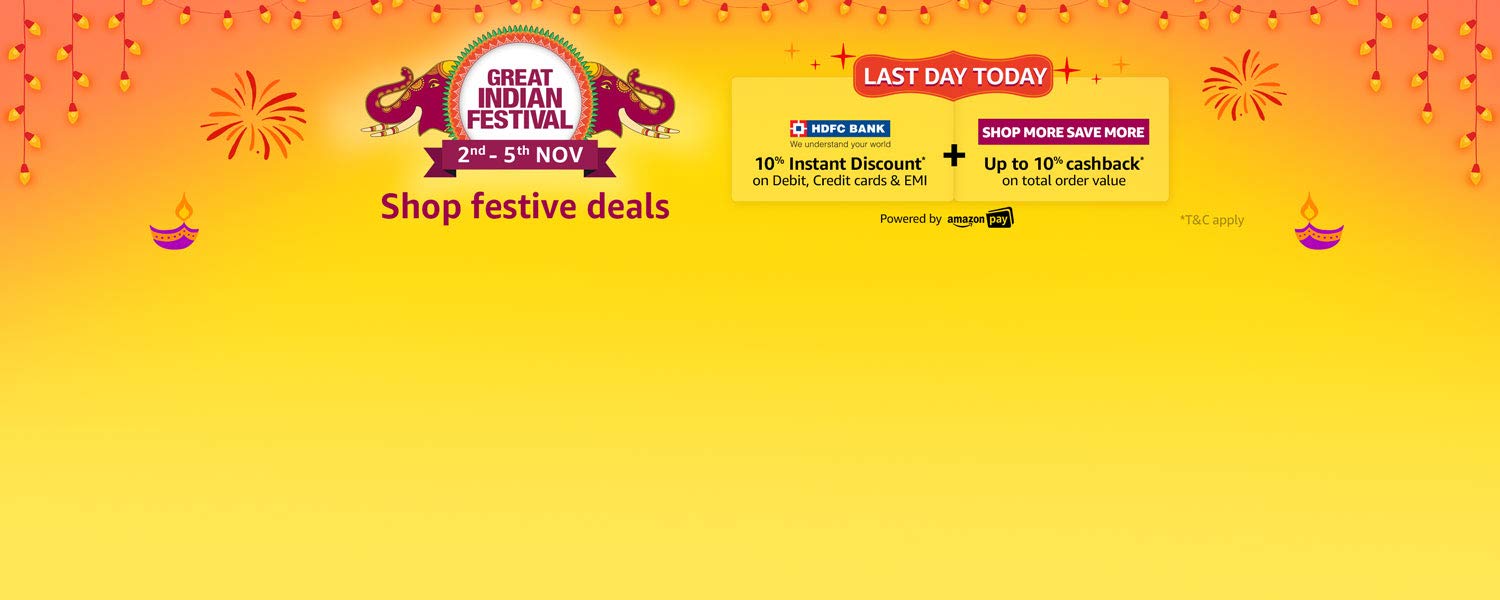 GREAT
INDIAN
FESTIVAL
2nd - 5th NOV
Shop festive deals
LAST DAY TODAY
HDFC BANK
We understand your world
10% Instant Discount*
on Debit, Credit cards & EMI
+
SHOP MORE SAVE MORE
Up to 10% cashback*
on total order value
Powered by amazon pay
*T&C apply